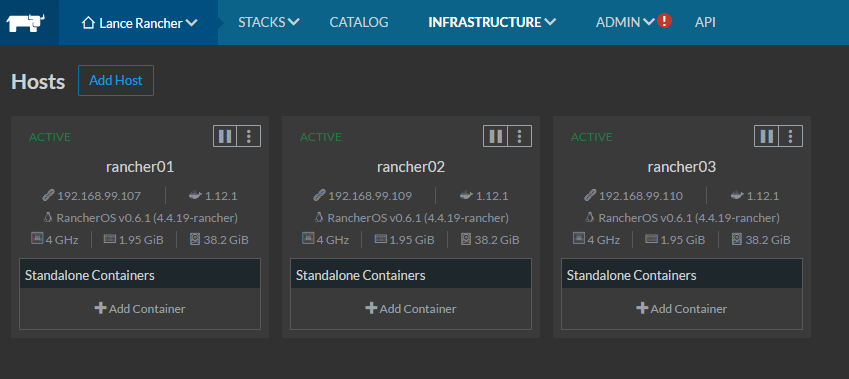 Lance Rancher STACKS CATALOG INFRASTRUCTURE ADMIN ! API
Hosts Add Host
ACTIVE
rancher01
192.168.99.107 1.12.1
RancherOS v0.6.1 (4.4.19-rancher)
4 GHz 1.95 GiB 38.2 GiB
Standalone Containers
Add Container
ACTIVE
rancher02
192.168.99.109 1.12.1
RancherOS v0.6.1 (4.4.19-rancher)
4 GHz 1.95 GiB 38.2 GiB
Standalone Containers
Add Container
ACTIVE
rancher03
192.168.99.110 1.12.1
RancherOS v0.6.1 (4.4.19-rancher)
4 GHz 1.95 GiB 38.2 GiB
Standalone Containers
Add Container